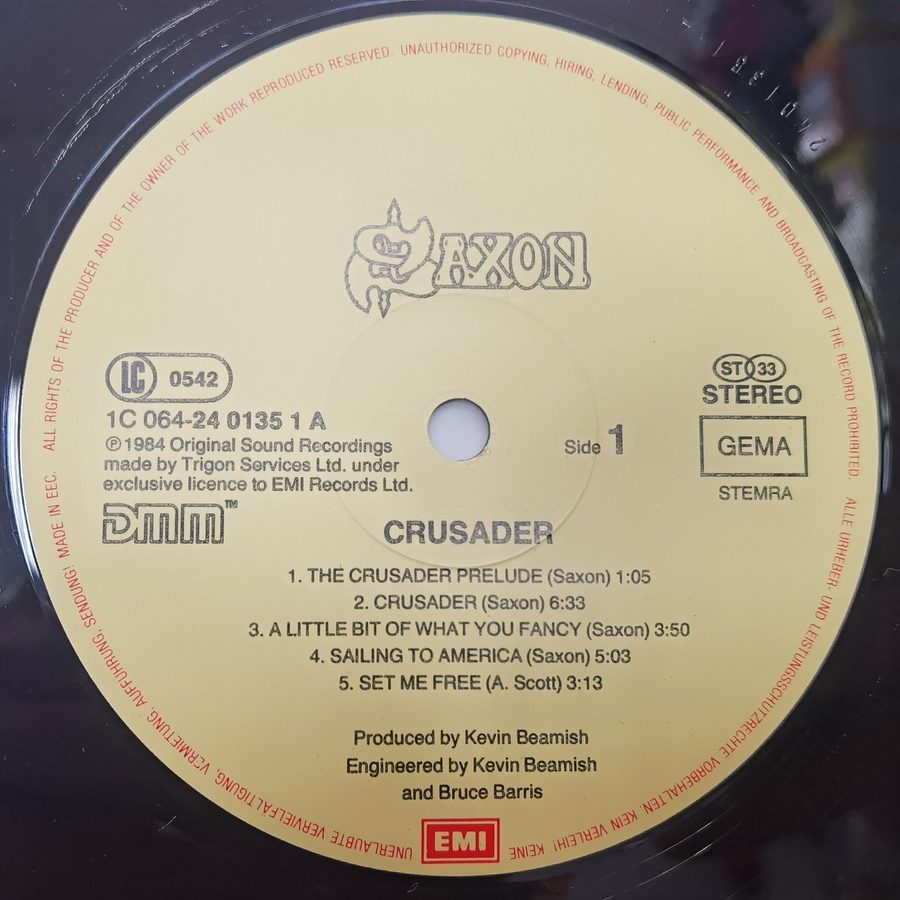 ALL RIGHTS OF THE PRODUCER AND OF THE OWNER OF THE WORK REPRODUCED RESERVED. UNAUTHORIZED COPYING, HIRING, LENDING, PUBLIC PERFORMANCE AND BROADCASTING OF THE RECORD PROHIBITED.
ALLE URHEBER- UND LEISTUNGSSCHUTZRECHTE VORBEHALTEN. KEIN VERLEIH! KEINE UNERLAUBTE VERVIELFÄLTIGUNG, VERMIETUNG, AUFFÜHRUNG, SENDUNG! MADE IN EEC.
SAXON
LC 0542
1C 064-24 0135 1 A
℗1984 Original Sound Recordings
made by Trigon Services Ltd. under
exclusive licence to EMI Records Ltd.
DMM™
Side 1
ST 33
STEREO
GEMA
STEMRA
CRUSADER
1. THE CRUSADER PRELUDE (Saxon) 1:05
2. CRUSADER (Saxon) 6:33
3. A LITTLE BIT OF WHAT YOU FANCY (Saxon) 3:50
4. SAILING TO AMERICA (Saxon) 5:03
5. SET ME FREE (A. Scott) 3:13
Produced by Kevin Beamish
Engineered by Kevin Beamish
and Bruce Barris
EMI